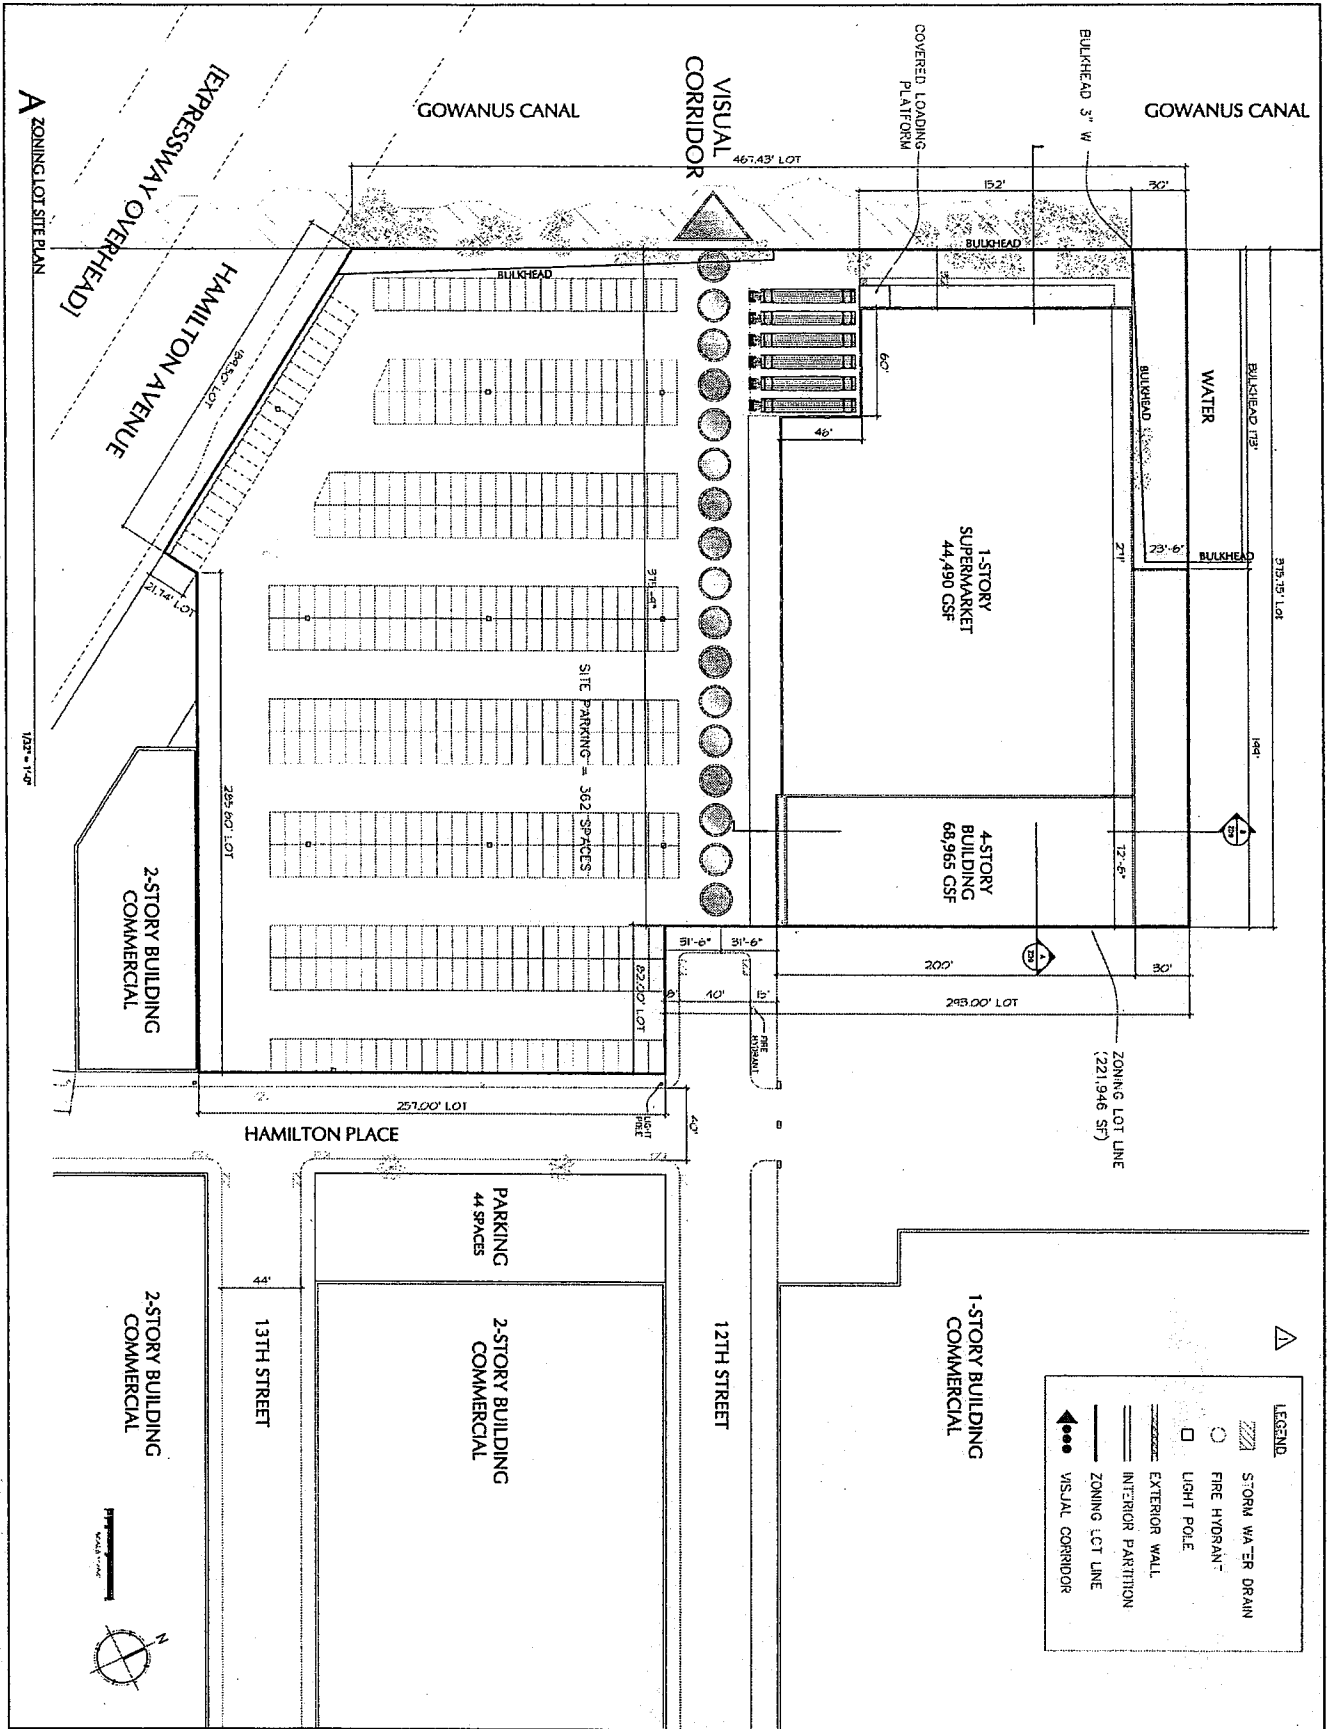 GOWANUS CANAL
GOWANUS CANAL
BULKHEAD 3" W
COVERED LOADING
PLATFORM
VISUAL
CORRIDOR
467.43' LOT
152'
30'
BULKHEAD
BULKHEAD
BULKHEAD
WATER
BULKHEAD 173'
BULKHEAD
23'-6"
375.75' LOT
144'
60'
46'
271'
1-STORY
SUPERMARKET
44,490 GSF
4-STORY
BUILDING
68,965 GSF
200'
30'
293.00' LOT
ZONING LOT LINE
(221,946 SF)
31'-6"
31'-6"
8'
40'
15'
FIRE
HYDRANT
82.00' LOT
SITE PARKING = 362 SPACES
[EXPRESSWAY OVERHEAD]
HAMILTON AVENUE
21.74' LOT
285.80' LOT
2-STORY BUILDING
COMMERCIAL
257.00' LOT
LIGHT
POLE
40'
HAMILTON PLACE
PARKING
44 SPACES
44'
13TH STREET
12TH STREET
2-STORY BUILDING
COMMERCIAL
2-STORY BUILDING
COMMERCIAL
1-STORY BUILDING
COMMERCIAL
LEGEND
STORM WATER DRAIN
FIRE HYDRANT
LIGHT POLE
EXTERIOR WALL
INTERIOR PARTITION
ZONING LOT LINE
VISUAL CORRIDOR
N
A ZONING LOT SITE PLAN
1/32" = 1'-0"